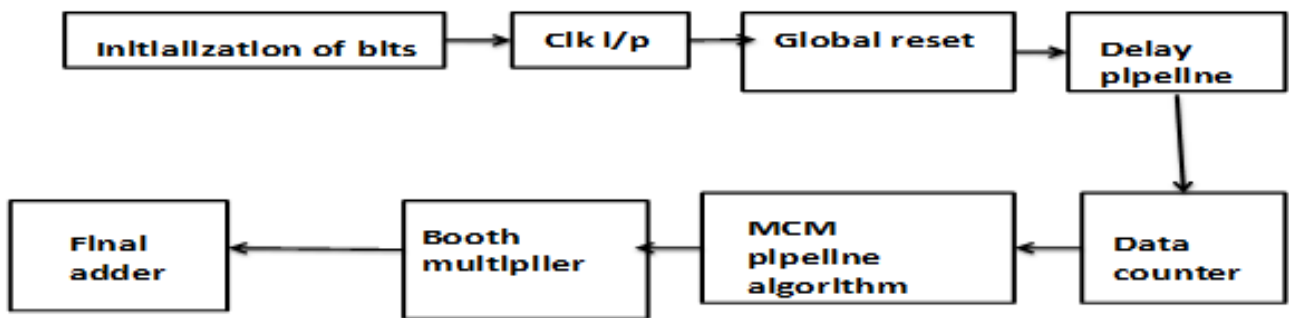 Initialization of bits
Clk i/p
Global reset
Delay
pipeline
Final
adder
Booth
multiplier
MCM
pipeline
algorithm
Data
counter